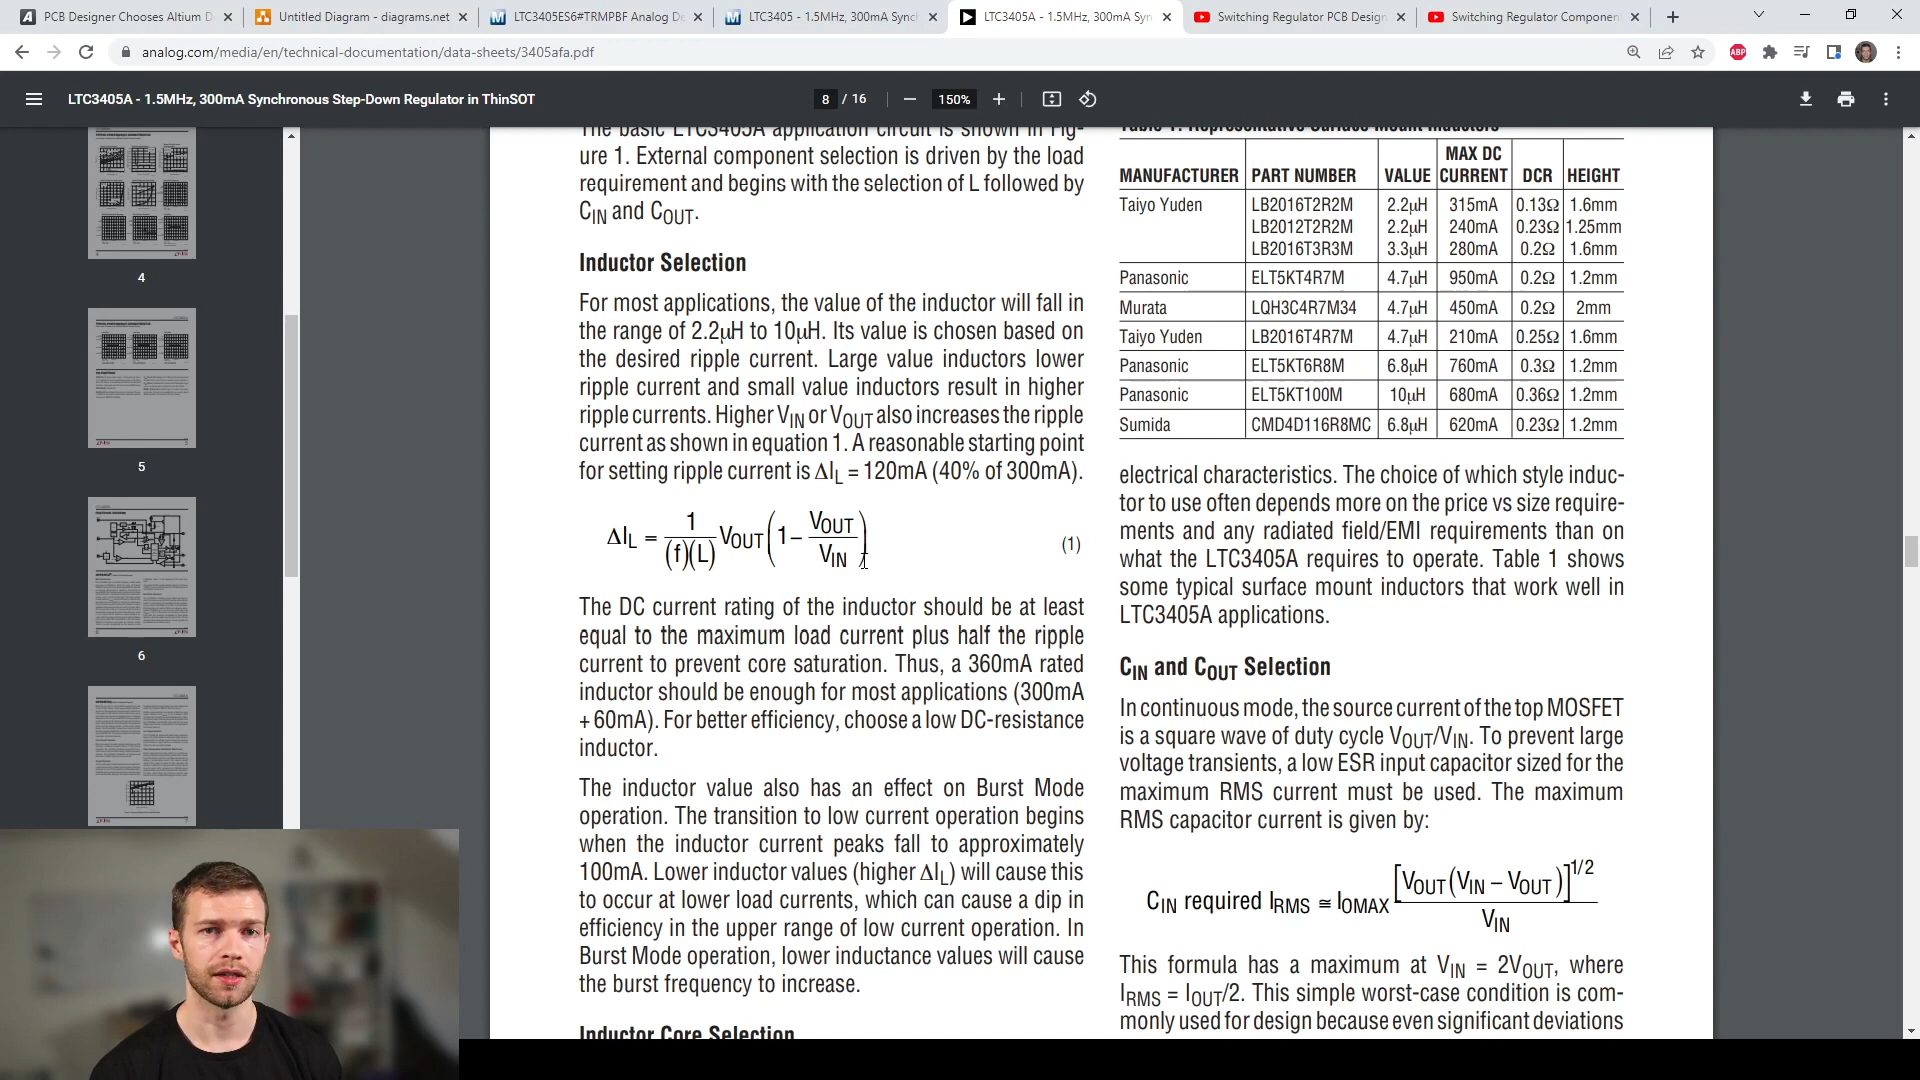 PCB Designer Chooses Altium D
Untitled Diagram - diagrams.net
LTC3405ES6#TRMPBF Analog De
LTC3405 - 1.5MHz, 300mA Synch
LTC3405A - 1.5MHz, 300mA Syn
Switching Regulator PCB Design
Switching Regulator Component
analog.com/media/en/technical-documentation/data-sheets/3405afa.pdf
ABP
LTC3405A - 1.5MHz, 300mA Synchronous Step-Down Regulator in ThinSOT
8 / 16
150%
4
5
6
The basic LTC3405A application circuit is shown in Fig-
ure 1. External component selection is driven by the load
requirement and begins with the selection of L followed by
CIN and COUT.
Inductor Selection
For most applications, the value of the inductor will fall in
the range of 2.2µH to 10µH. Its value is chosen based on
the desired ripple current. Large value inductors lower
ripple current and small value inductors result in higher
ripple currents. Higher VIN or VOUT also increases the ripple
current as shown in equation 1. A reasonable starting point
for setting ripple current is ΔIL = 120mA (40% of 300mA).
ΔIL = 1/(f)(L) VOUT (1 – VOUT/VIN) (1)
The DC current rating of the inductor should be at least
equal to the maximum load current plus half the ripple
current to prevent core saturation. Thus, a 360mA rated
inductor should be enough for most applications (300mA
+ 60mA). For better efficiency, choose a low DC-resistance
inductor.
The inductor value also has an effect on Burst Mode
operation. The transition to low current operation begins
when the inductor current peaks fall to approximately
100mA. Lower inductor values (higher ΔIL) will cause this
to occur at lower load currents, which can cause a dip in
efficiency in the upper range of low current operation. In
Burst Mode operation, lower inductance values will cause
the burst frequency to increase.
Inductor Core Selection
Table 1. Representative Surface Mount Inductors
MANUFACTURER PART NUMBER VALUE MAX DC CURRENT DCR HEIGHT
Taiyo Yuden LB2016T2R2M 2.2µH 315mA 0.13Ω 1.6mm
LB2012T2R2M 2.2µH 240mA 0.23Ω 1.25mm
LB2016T3R3M 3.3µH 280mA 0.2Ω 1.6mm
Panasonic ELT5KT4R7M 4.7µH 950mA 0.2Ω 1.2mm
Murata LQH3C4R7M34 4.7µH 450mA 0.2Ω 2mm
Taiyo Yuden LB2016T4R7M 4.7µH 210mA 0.25Ω 1.6mm
Panasonic ELT5KT6R8M 6.8µH 760mA 0.3Ω 1.2mm
Panasonic ELT5KT100M 10µH 680mA 0.36Ω 1.2mm
Sumida CMD4D116R8MC 6.8µH 620mA 0.23Ω 1.2mm
electrical characteristics. The choice of which style induc-
tor to use often depends more on the price vs size require-
ments and any radiated field/EMI requirements than on
what the LTC3405A requires to operate. Table 1 shows
some typical surface mount inductors that work well in
LTC3405A applications.
CIN and COUT Selection
In continuous mode, the source current of the top MOSFET
is a square wave of duty cycle VOUT/VIN. To prevent large
voltage transients, a low ESR input capacitor sized for the
maximum RMS current must be used. The maximum
RMS capacitor current is given by:
CIN required IRMS ≅ IOMAX [VOUT(VIN – VOUT)]1/2 / VIN
This formula has a maximum at VIN = 2VOUT, where
IRMS = IOUT/2. This simple worst-case condition is com-
monly used for design because even significant deviations